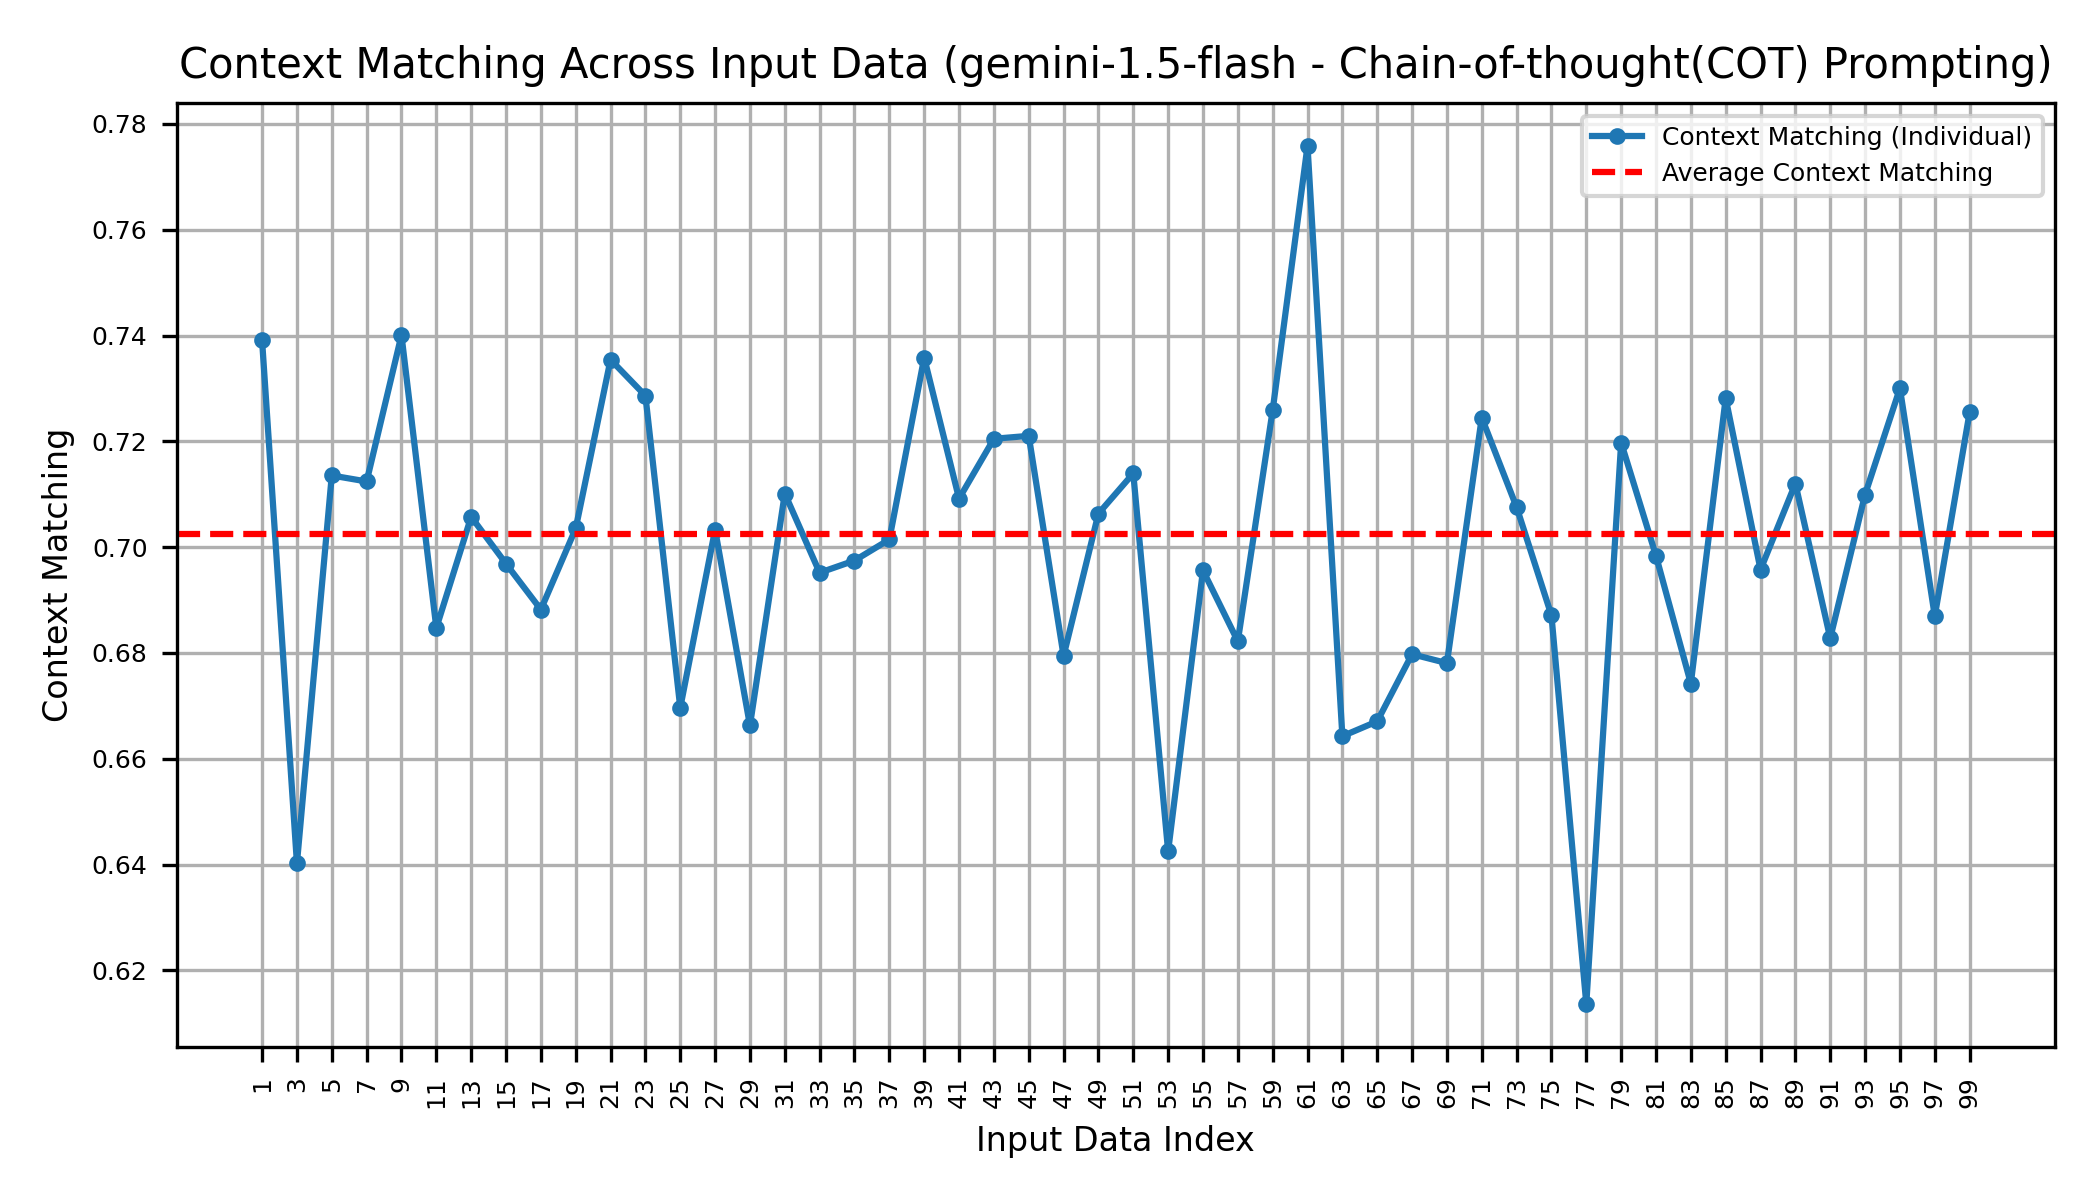 Context Matching Across Input Data (gemini-1.5-flash - Chain-of-thought(COT) Prompting)
Context Matching (Individual)
Average Context Matching
Context Matching
0.78
0.76
0.74
0.72
0.70
0.68
0.66
0.64
0.62
1 3 5 7 9 11 13 15 17 19 21 23 25 27 29 31 33 35 37 39 41 43 45 47 49 51 53 55 57 59 61 63 65 67 69 71 73 75 77 79 81 83 85 87 89 91 93 95 97 99
Input Data Index